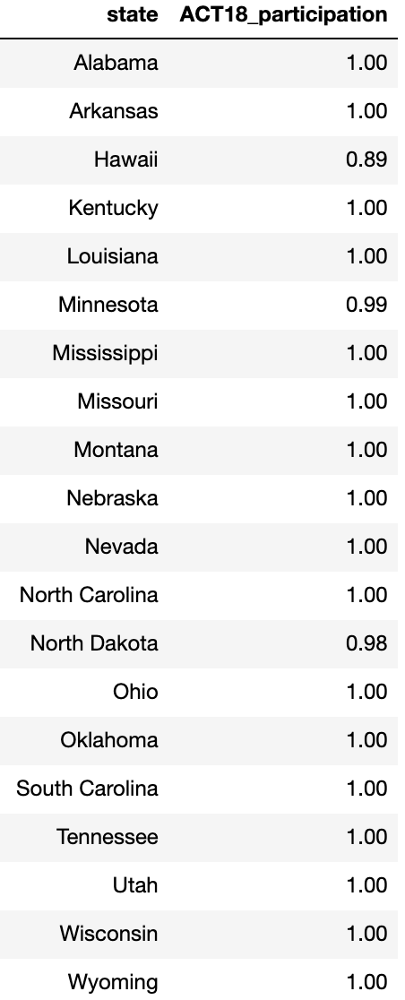 state ACT18_participation
Alabama 1.00
Arkansas 1.00
Hawaii 0.89
Kentucky 1.00
Louisiana 1.00
Minnesota 0.99
Mississippi 1.00
Missouri 1.00
Montana 1.00
Nebraska 1.00
Nevada 1.00
North Carolina 1.00
North Dakota 0.98
Ohio 1.00
Oklahoma 1.00
South Carolina 1.00
Tennessee 1.00
Utah 1.00
Wisconsin 1.00
Wyoming 1.00